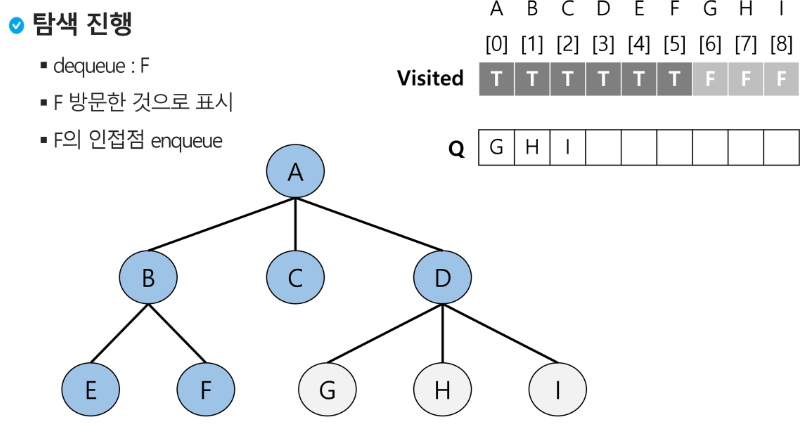 탐색 진행
▪ dequeue : F
▪ F 방문한 것으로 표시
▪ F의 인접점 enqueue
A B C D E F G H I
[0] [1] [2] [3] [4] [5] [6] [7] [8]
Visited T T T T T T F F F
Q G H I
A
B C D
E F G H I